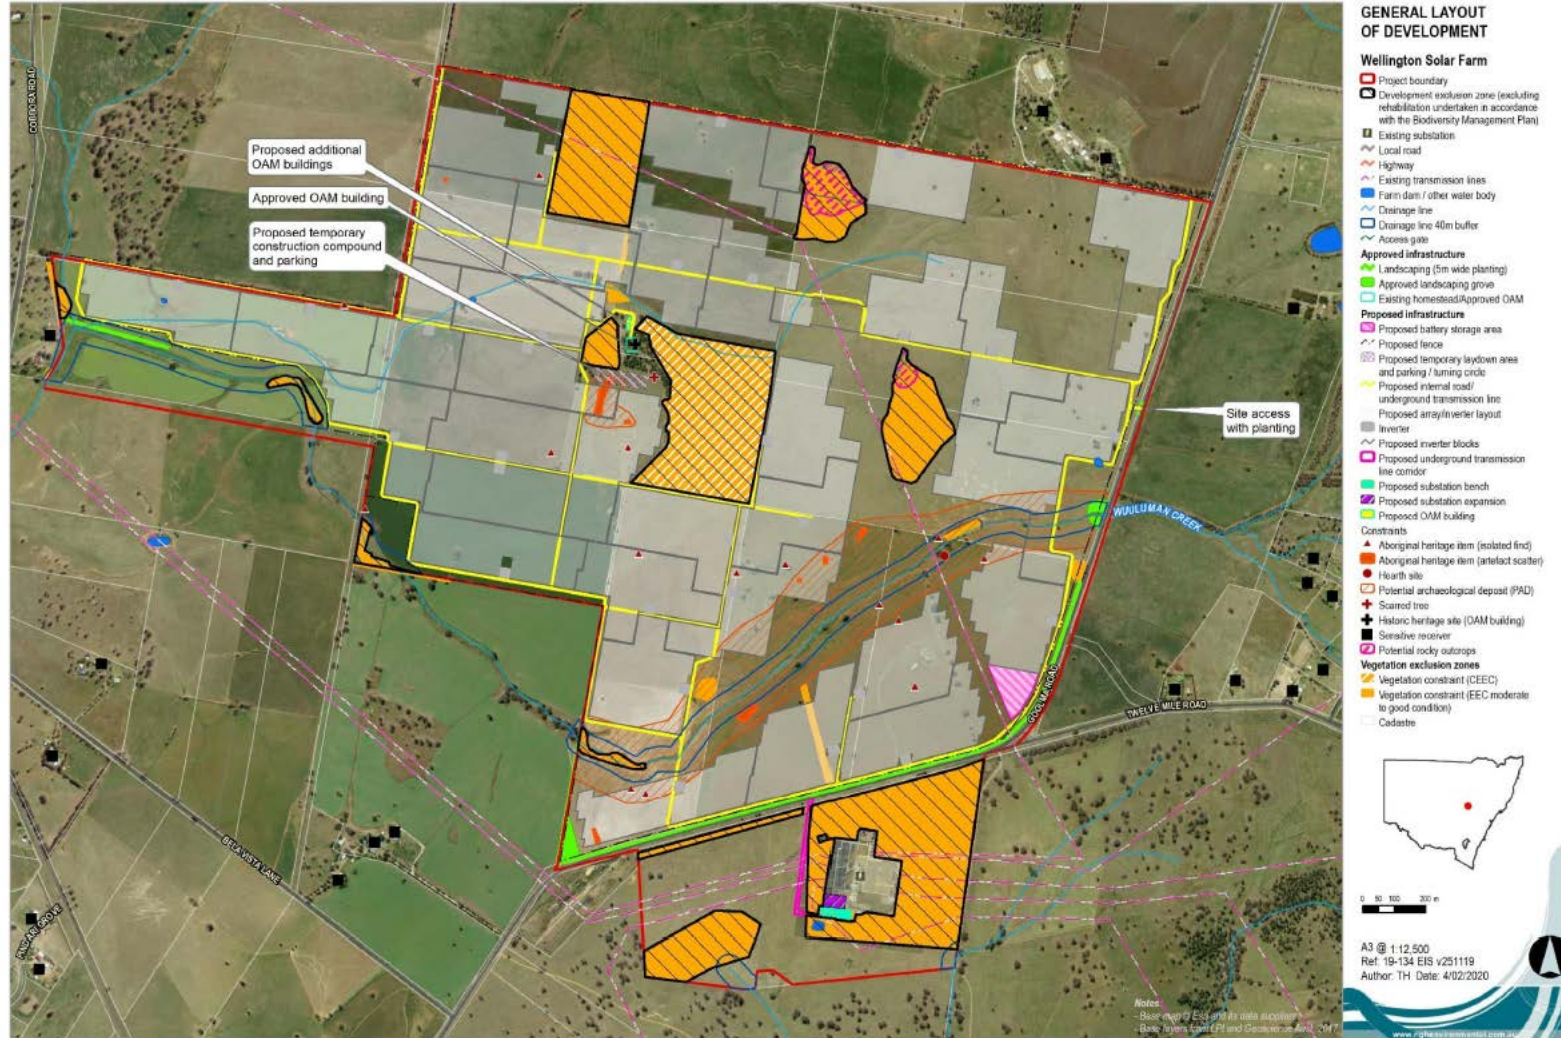 GENERAL LAYOUT
OF DEVELOPMENT
Wellington Solar Farm
Project boundary
Development exclusion zone (excluding
rehabilitation undertaken in accordance
with the Biodiversity Management Plan)
Existing substation
Local road
Highway
Existing transmission lines
Farm dam / other water body
Drainage line
Drainage line 40m buffer
Access gate
Approved infrastructure
Landscaping (5m wide planting)
Approved landscaping grove
Existing homestead/Approved OAM
Proposed infrastructure
Proposed battery storage area
Proposed fence
Proposed temporary laydown area
and parking / turning circle
Proposed internal road/
underground transmission line
Proposed array/inverter layout
Inverter
Proposed inverter blocks
Proposed underground transmission
line corridor
Proposed substation bench
Proposed substation expansion
Proposed OAM building
Constraints
Aboriginal heritage item (isolated find)
Aboriginal heritage item (artefact scatter)
Hearth site
Potential archaeological deposit (PAD)
Scarred tree
Historic heritage site (OAM building)
Sensitive receiver
Potential rocky outcrops
Vegetation exclusion zones
Vegetation constraint (CEEC)
Vegetation constraint (EEC moderate
to good condition)
Cadastre
0 50 100 200 m
A3 @ 1:12,500
Ref: 19-134 EIS v251119
Author: TH Date: 4/02/2020
www.nghenvironmental.com.au
COBBORA ROAD
Proposed additional
OAM buildings
Approved OAM building
Proposed temporary
construction compound
and parking
Site access
with planting
WUULUMAN CREEK
GOOLMA ROAD
TWELVE MILE ROAD
BELA VISTA LANE
Notes: